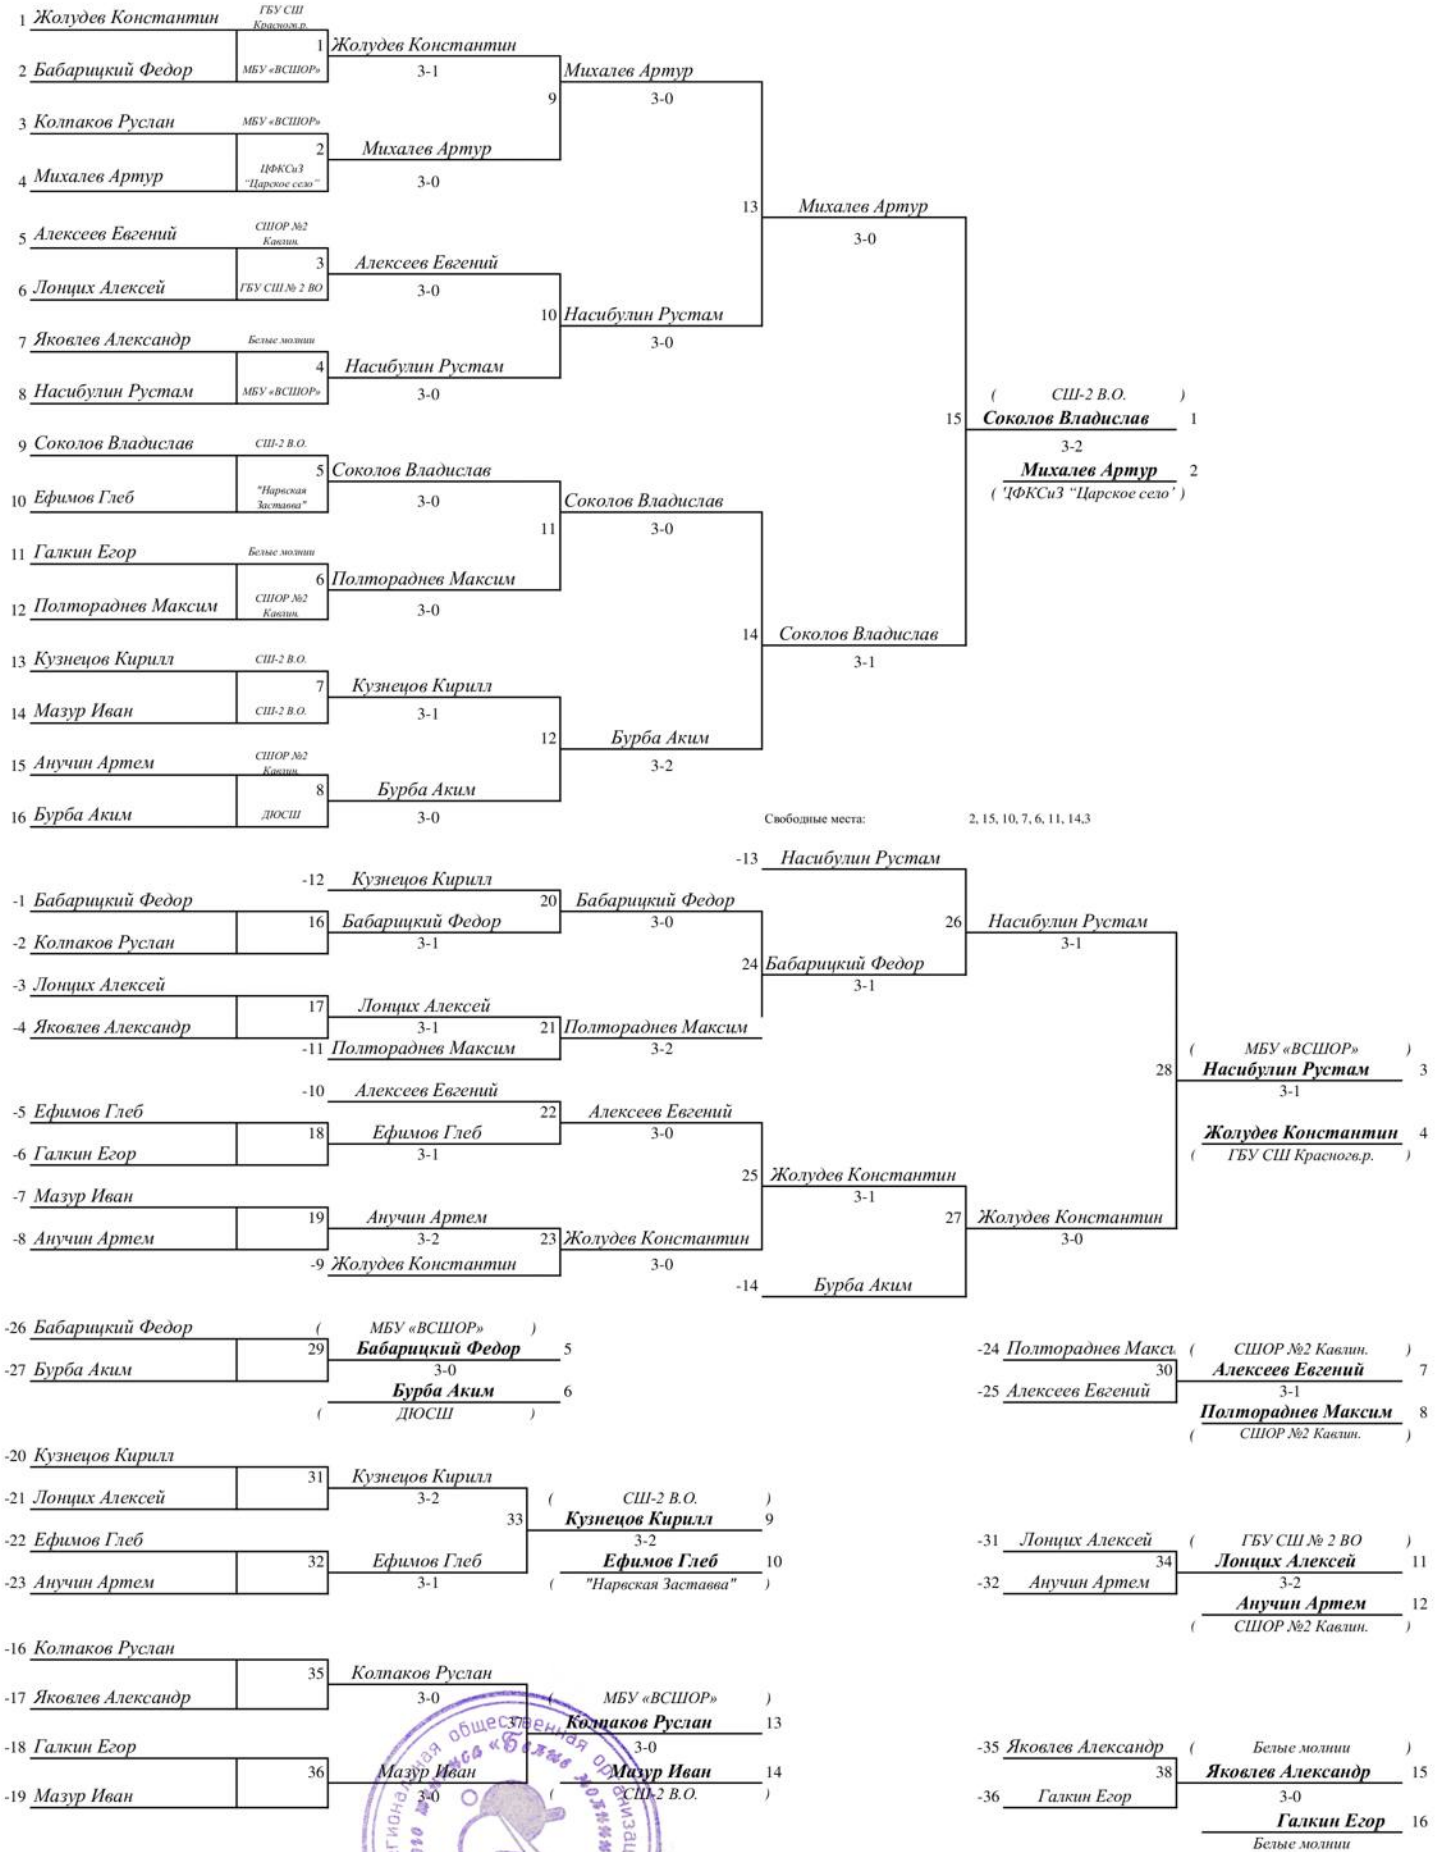 1 Жолудев Константин ГБУ СШ Красногв.р.
1 Жолудев Константин
2 Бабарицкий Федор МБУ «ВСШОР» 3-1
9 Михалев Артур
3-0
3 Колпаков Руслан МБУ «ВСШОР»
2 Михалев Артур
4 Михалев Артур ЦФКСиЗ "Царское село" 3-0
13 Михалев Артур
3-0
5 Алексеев Евгений СШОР №2 Кавлин.
3 Алексеев Евгений
6 Лонцих Алексей ГБУ СШ № 2 ВО 3-0
10 Насибулин Рустам
3-0
7 Яковлев Александр Белые молнии
4 Насибулин Рустам
8 Насибулин Рустам МБУ «ВСШОР» 3-0
( СШ-2 В.О. )
15 Соколов Владислав 1
3-2
Михалев Артур 2
( ЦФКСиЗ "Царское село" )
9 Соколов Владислав СШ-2 В.О.
5 Соколов Владислав
10 Ефимов Глеб "Нарвская Заставва" 3-0
11 Соколов Владислав
3-0
11 Галкин Егор Белые молнии
6 Полтораднев Максим
12 Полтораднев Максим СШОР №2 Кавлин. 3-0
14 Соколов Владислав
3-1
13 Кузнецов Кирилл СШ-2 В.О.
7 Кузнецов Кирилл
14 Мазур Иван СШ-2 В.О. 3-1
12 Бурба Аким
3-2
15 Анучин Артем СШОР №2 Кавлин.
8 Бурба Аким
16 Бурба Аким ДЮСШ 3-0
Свободные места: 2, 15, 10, 7, 6, 11, 14,3
-13 Насибулин Рустам
-12 Кузнецов Кирилл
-1 Бабарицкий Федор 20 Бабарицкий Федор
16 Бабарицкий Федор 3-0
26 Насибулин Рустам
-2 Колпаков Руслан 3-1 3-1
24 Бабарицкий Федор
3-1
-3 Лонцих Алексей
17 Лонцих Алексей
-4 Яковлев Александр 3-1 21 Полтораднев Максим
-11 Полтораднев Максим 3-2
( МБУ «ВСШОР» )
28 Насибулин Рустам 3
3-1
-10 Алексеев Евгений
-5 Ефимов Глеб 22 Алексеев Евгений
18 Ефимов Глеб 3-0
Жолудев Константин 4
-6 Галкин Егор 3-1 ( ГБУ СШ Красногв.р. )
25 Жолудев Константин
3-1
-7 Мазур Иван
19 Анучин Артем 27 Жолудев Константин
-8 Анучин Артем 3-2 23 Жолудев Константин 3-0
-9 Жолудев Константин 3-0
-14 Бурба Аким
-26 Бабарицкий Федор ( МБУ «ВСШОР» )
29 Бабарицкий Федор 5
-27 Бурба Аким 3-0
Бурба Аким 6
( ДЮСШ )
-24 Полтораднев Макси ( СШОР №2 Кавлин. )
30 Алексеев Евгений 7
-25 Алексеев Евгений 3-1
Полтораднев Максим 8
( СШОР №2 Кавлин. )
-20 Кузнецов Кирилл
31 Кузнецов Кирилл
-21 Лонцих Алексей 3-2
( СШ-2 В.О. )
33 Кузнецов Кирилл 9
3-2
-22 Ефимов Глеб
32 Ефимов Глеб Ефимов Глеб 10
-23 Анучин Артем 3-1 ( "Нарвская Заставва" )
-31 Лонцих Алексей ( ГБУ СШ № 2 ВО )
34 Лонцих Алексей 11
-32 Анучин Артем 3-2
Анучин Артем 12
( СШОР №2 Кавлин. )
-16 Колпаков Руслан
35 Колпаков Руслан
-17 Яковлев Александр 3-0
( МБУ «ВСШОР» )
37 Колпаков Руслан 13
3-0
-18 Галкин Егор
36 Мазур Иван Мазур Иван 14
-19 Мазур Иван 3-0 ( СШ-2 В.О. )
-35 Яковлев Александр ( Белые молнии )
38 Яковлев Александр 15
-36 Галкин Егор 3-0
Галкин Егор 16
Белые молнии